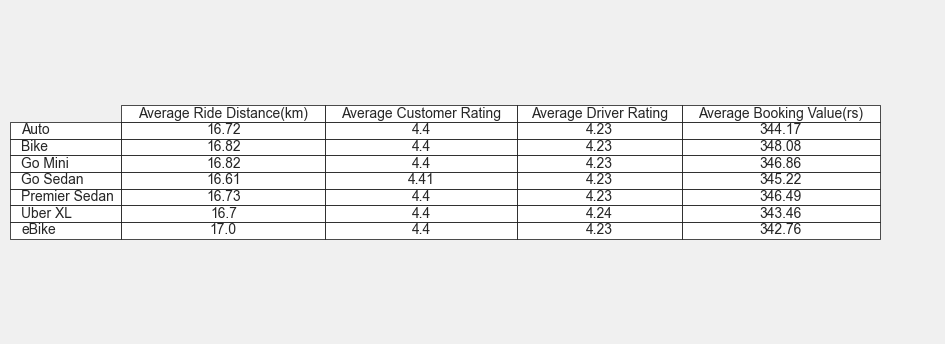 Average Ride Distance(km) Average Customer Rating Average Driver Rating Average Booking Value(rs)
Auto 16.72 4.4 4.23 344.17
Bike 16.82 4.4 4.23 348.08
Go Mini 16.82 4.4 4.23 346.86
Go Sedan 16.61 4.41 4.23 345.22
Premier Sedan 16.73 4.4 4.23 346.49
Uber XL 16.7 4.4 4.24 343.46
eBike 17.0 4.4 4.23 342.76